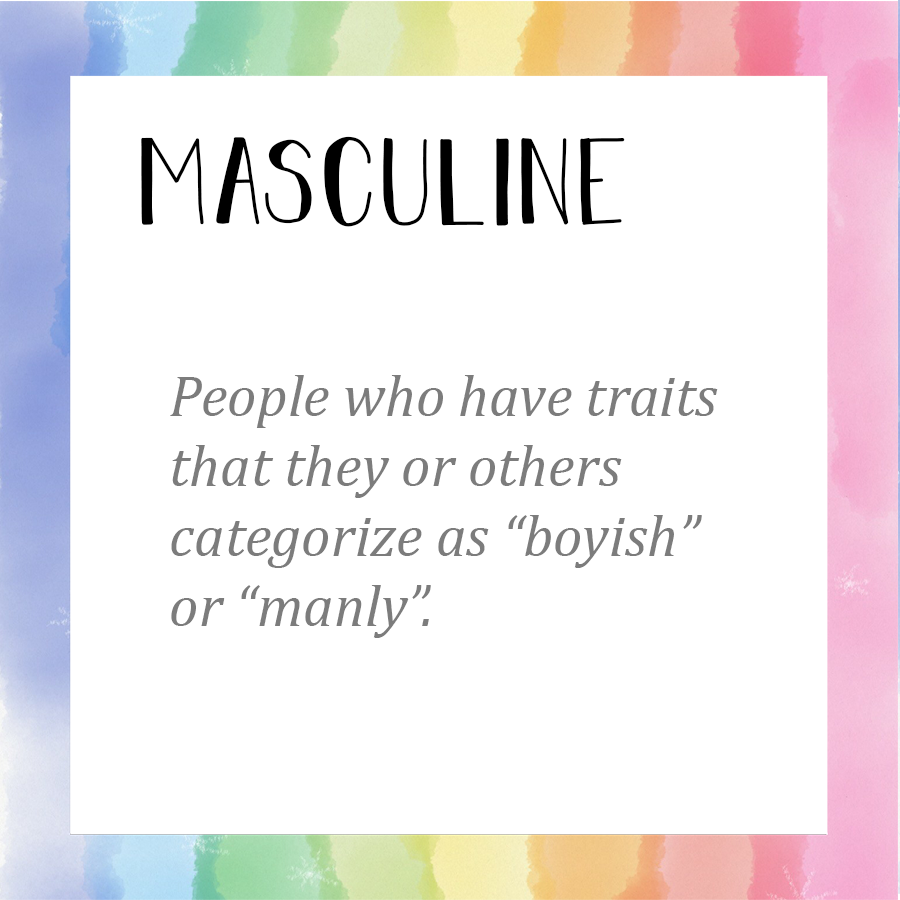 MASCULINE
People who have traits
that they or others
categorize as “boyish”
or “manly”.